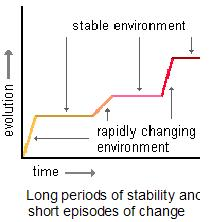 stable environment
evolution
rapidly changing
environment
time
Long periods of stability and
short episodes of change